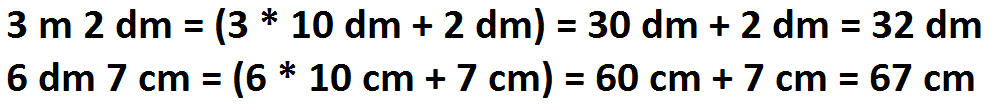 3 m 2 dm = (3 * 10 dm + 2 dm) = 30 dm + 2 dm = 32 dm
6 dm 7 cm = (6 * 10 cm + 7 cm) = 60 cm + 7 cm = 67 cm